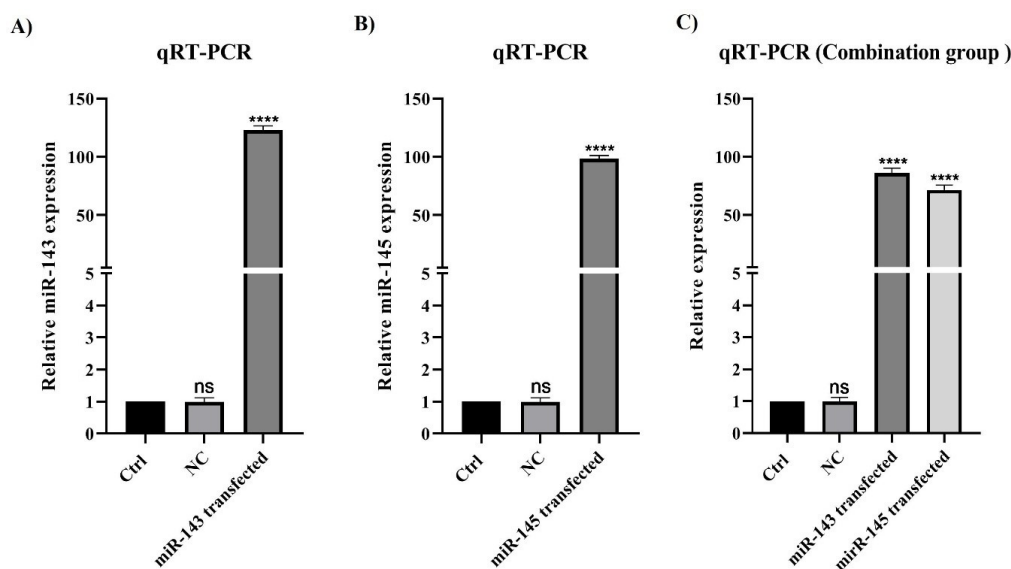 A)
qRT-PCR
Relative miR-143 expression
150
100
50
5
4
3
2
1
0
ns
****
Ctrl
NC
miR-143 transfected
B)
qRT-PCR
Relative miR-145 expression
150
100
50
5
4
3
2
1
0
ns
****
Ctrl
NC
miR-145 transfected
C)
qRT-PCR (Combination group )
Relative expression
150
100
50
5
4
3
2
1
0
ns
****
****
Ctrl
NC
miR-143 transfected
mirR-145 transfected